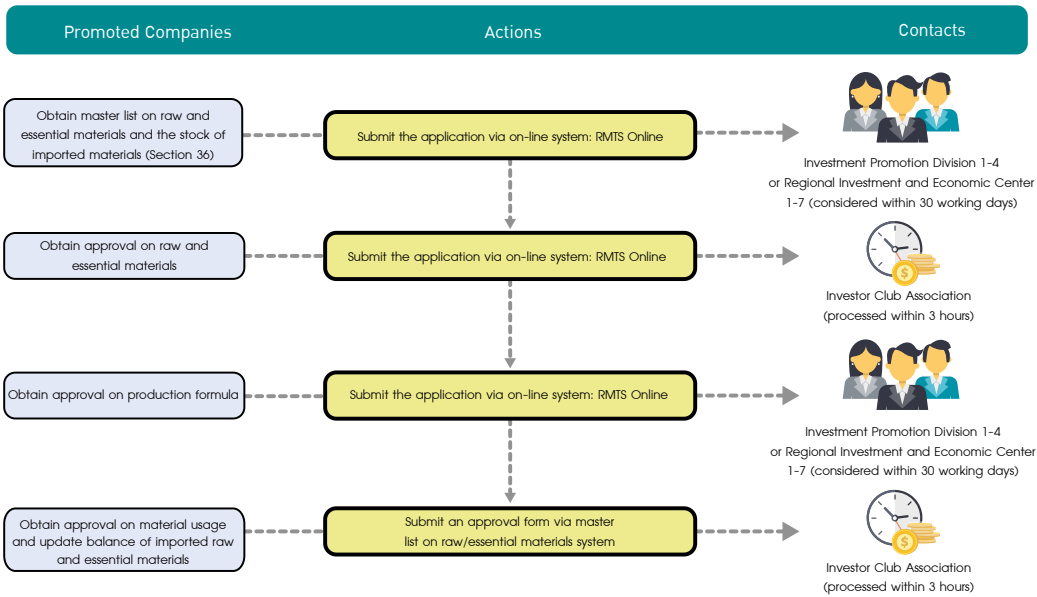 Promoted Companies
Actions
Contacts
Obtain master list on raw and
essential materials and the stock of
imported materials (Section 36)
Submit the application via on-line system: RMTS Online
Investment Promotion Division 1-4
or Regional Investment and Economic Center
1-7 (considered within 30 working days)
Obtain approval on raw and
essential materials
Submit the application via on-line system: RMTS Online
$
Investor Club Association
(processed within 3 hours)
Obtain approval on production formula
Submit the application via on-line system: RMTS Online
Investment Promotion Division 1-4
or Regional Investment and Economic Center
1-7 (considered within 30 working days)
Obtain approval on material usage
and update balance of imported raw
and essential materials
Submit an approval form via master
list on raw/essential materials system
$
Investor Club Association
(processed within 3 hours)